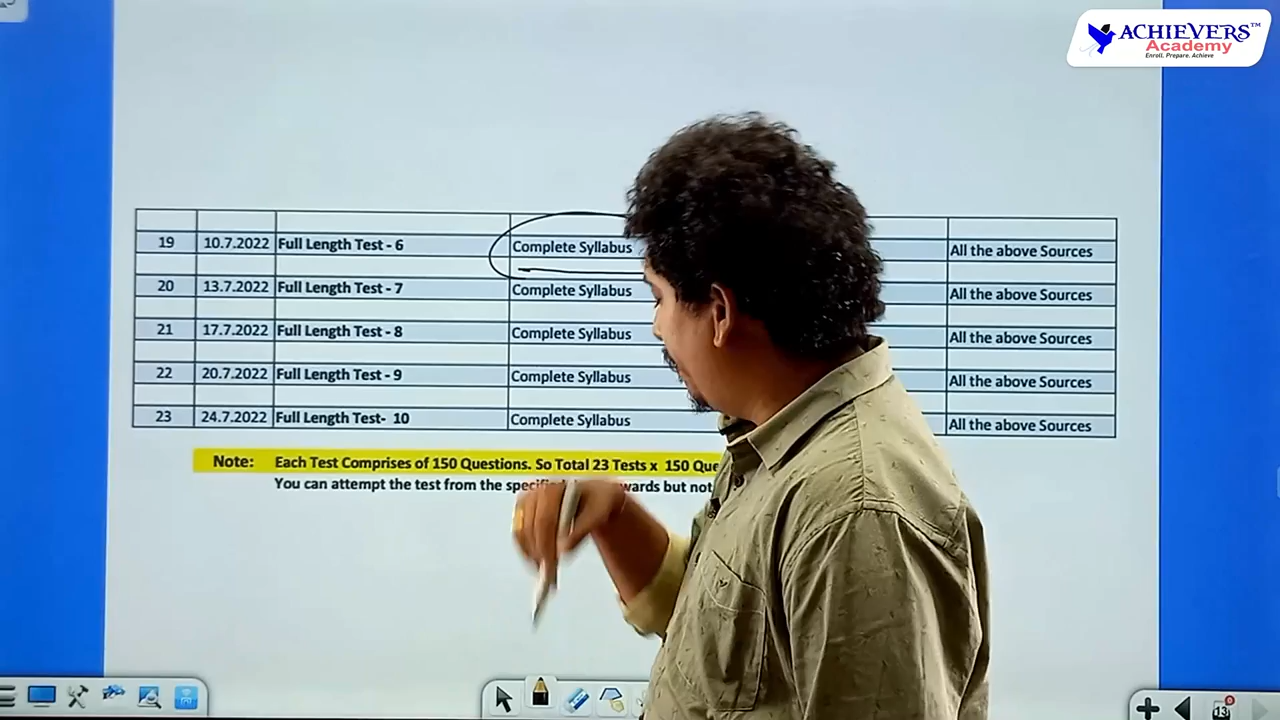 ACHIEVERS™
Academy
Enroll. Prepare. Achieve
19 10.7.2022 Full Length Test - 6 Complete Syllabus All the above Sources
20 13.7.2022 Full Length Test - 7 Complete Syllabus All the above Sources
21 17.7.2022 Full Length Test - 8 Complete Syllabus All the above Sources
22 20.7.2022 Full Length Test - 9 Complete Syllabus All the above Sources
23 24.7.2022 Full Length Test- 10 Complete Syllabus All the above Sources
Note: Each Test Comprises of 150 Questions. So Total 23 Tests x 150 Que
You can attempt the test from the wards but not
13